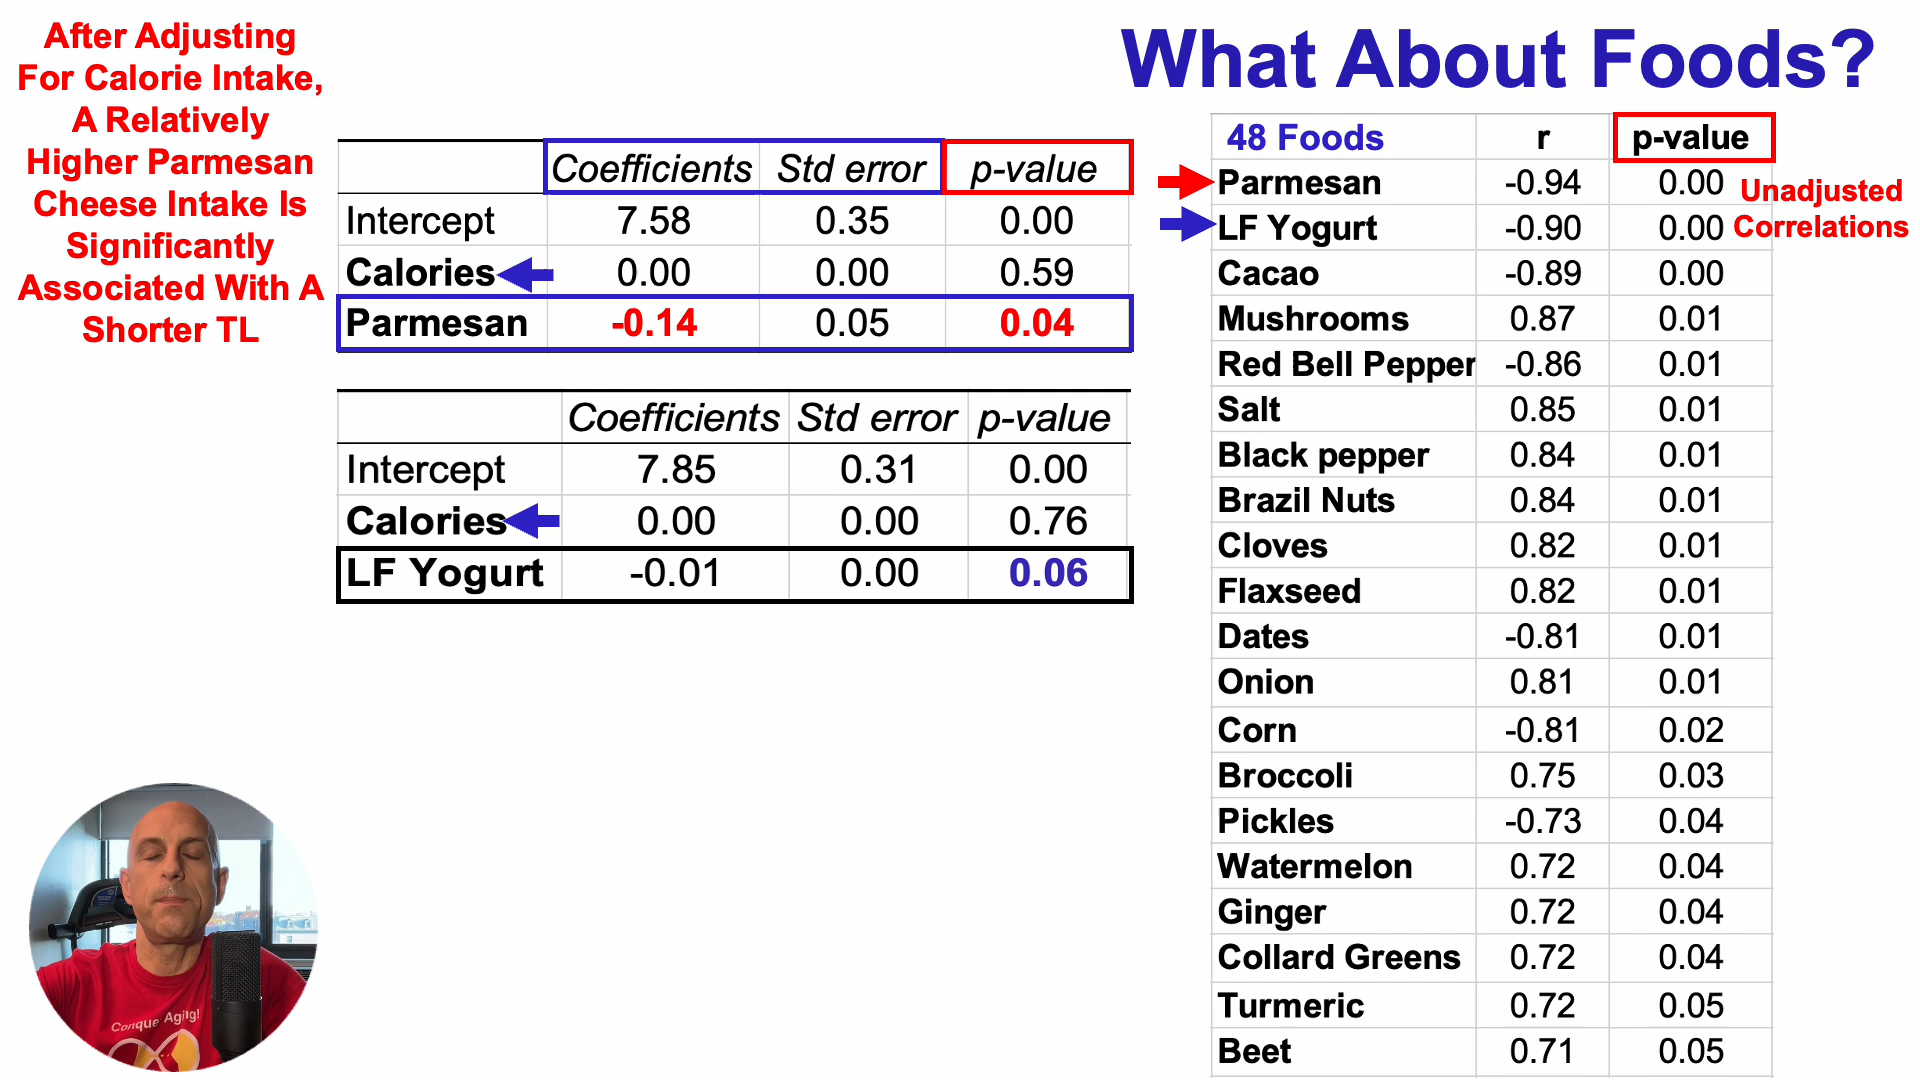 After Adjusting
For Calorie Intake,
A Relatively
Higher Parmesan
Cheese Intake Is
Significantly
Associated With A
Shorter TL
What About Foods?
Coefficients Std error p-value
Intercept 7.58 0.35 0.00
Calories 0.00 0.00 0.59
Parmesan -0.14 0.05 0.04
Coefficients Std error p-value
Intercept 7.85 0.31 0.00
Calories 0.00 0.00 0.76
LF Yogurt -0.01 0.00 0.06
48 Foods r p-value
Parmesan -0.94 0.00
LF Yogurt -0.90 0.00
Cacao -0.89 0.00
Mushrooms 0.87 0.01
Red Bell Pepper -0.86 0.01
Salt 0.85 0.01
Black pepper 0.84 0.01
Brazil Nuts 0.84 0.01
Cloves 0.82 0.01
Flaxseed 0.82 0.01
Dates -0.81 0.01
Onion 0.81 0.01
Corn -0.81 0.02
Broccoli 0.75 0.03
Pickles -0.73 0.04
Watermelon 0.72 0.04
Ginger 0.72 0.04
Collard Greens 0.72 0.04
Turmeric 0.72 0.05
Beet 0.71 0.05
Unadjusted
Correlations
Conque Aging!